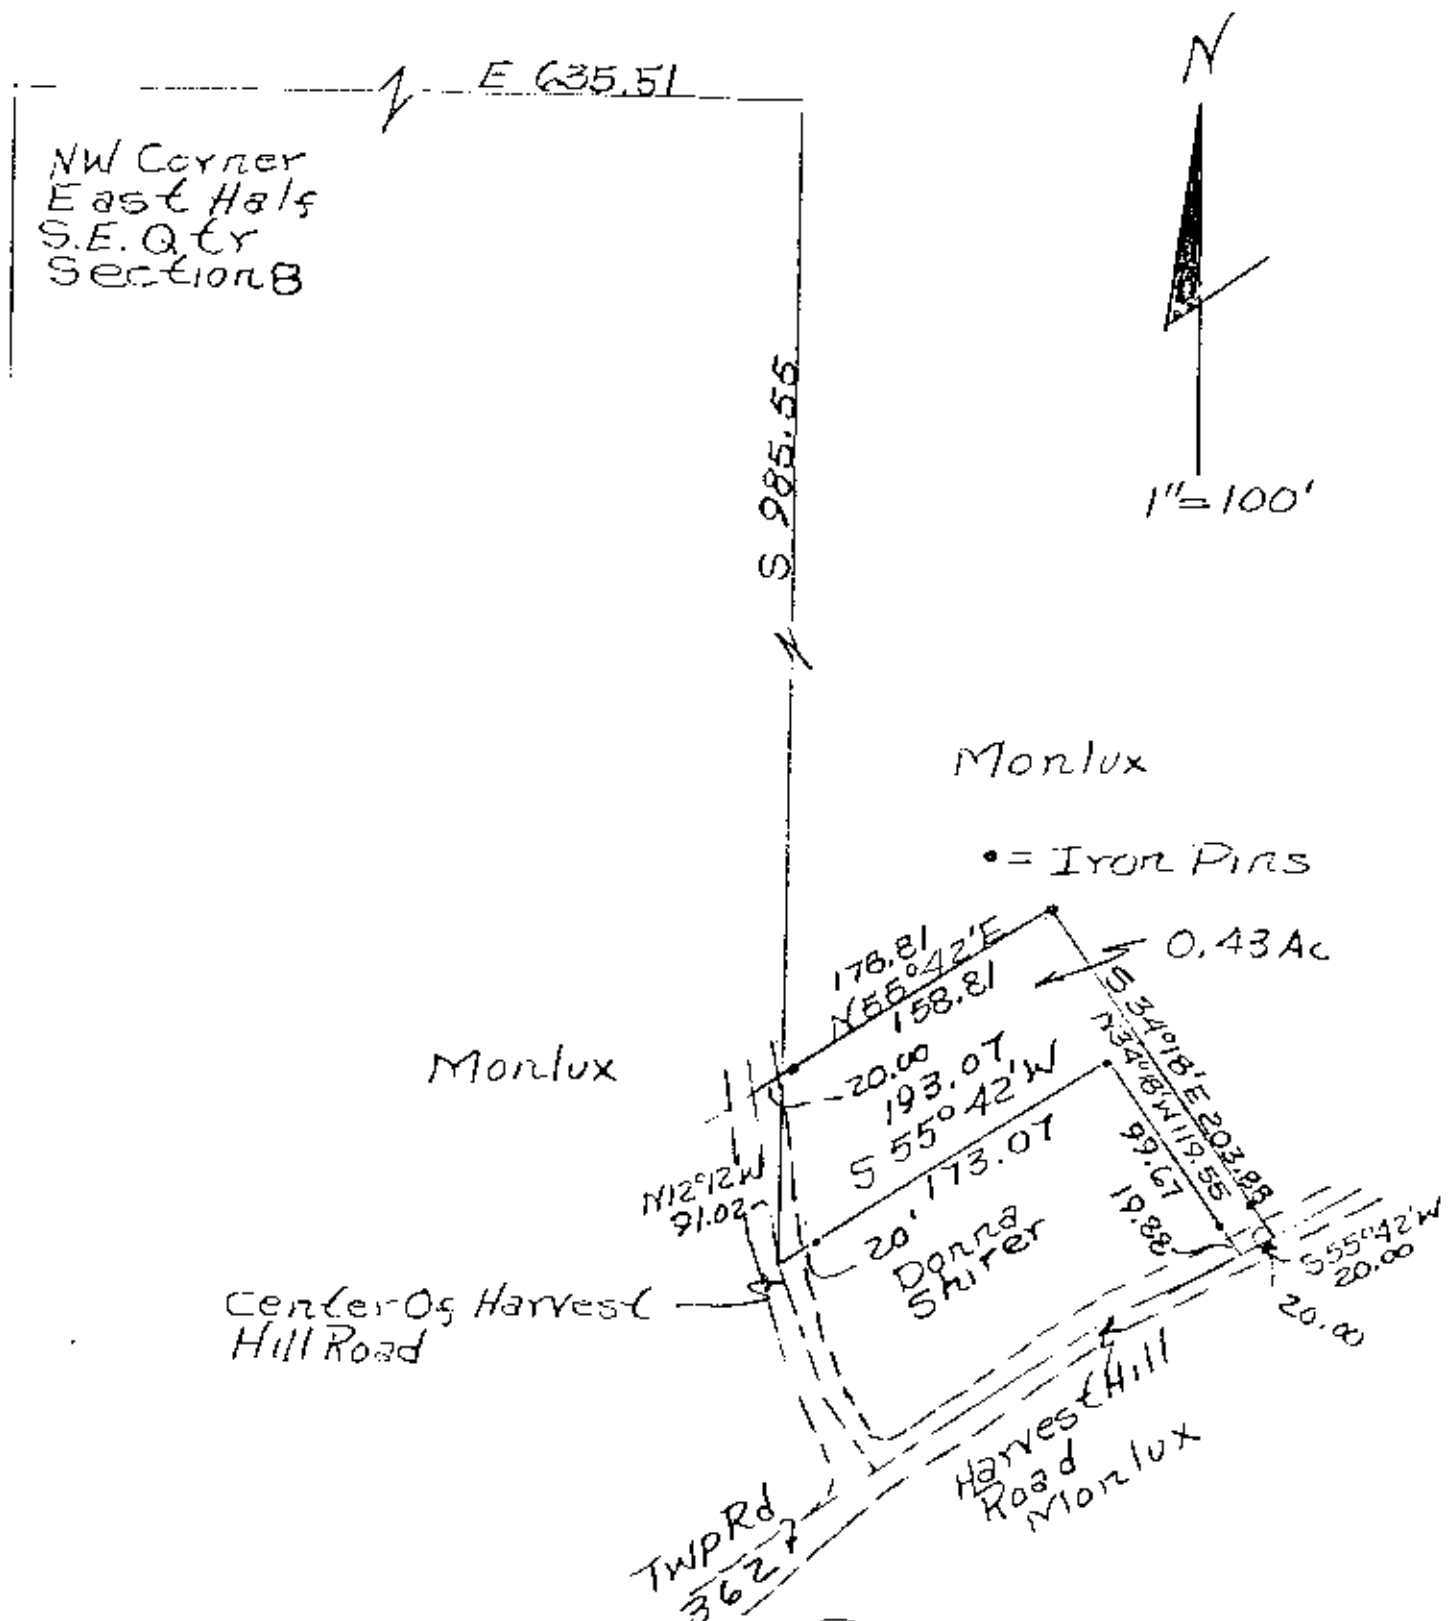 E 635.51
N
NW Corner
East Half
S.E. Qtr
Section 8
S 985.55
1"=100'
Monlux
• = Iron Pins
0.43 Ac
178.81
N 55°42'E
158.81
S 34°18'E 203.88
N34°18'W 119.55
99.67
19.88
Monlux
20.00
193.07
S 55°42'W
173.07
20'
N12°12'W
91.02
Donna
Shirer
S 55°42'W
20.00
20.00
Center Of Harvest
Hill Road
Harvest Hill
Road
Monlux
TWP Rd
362